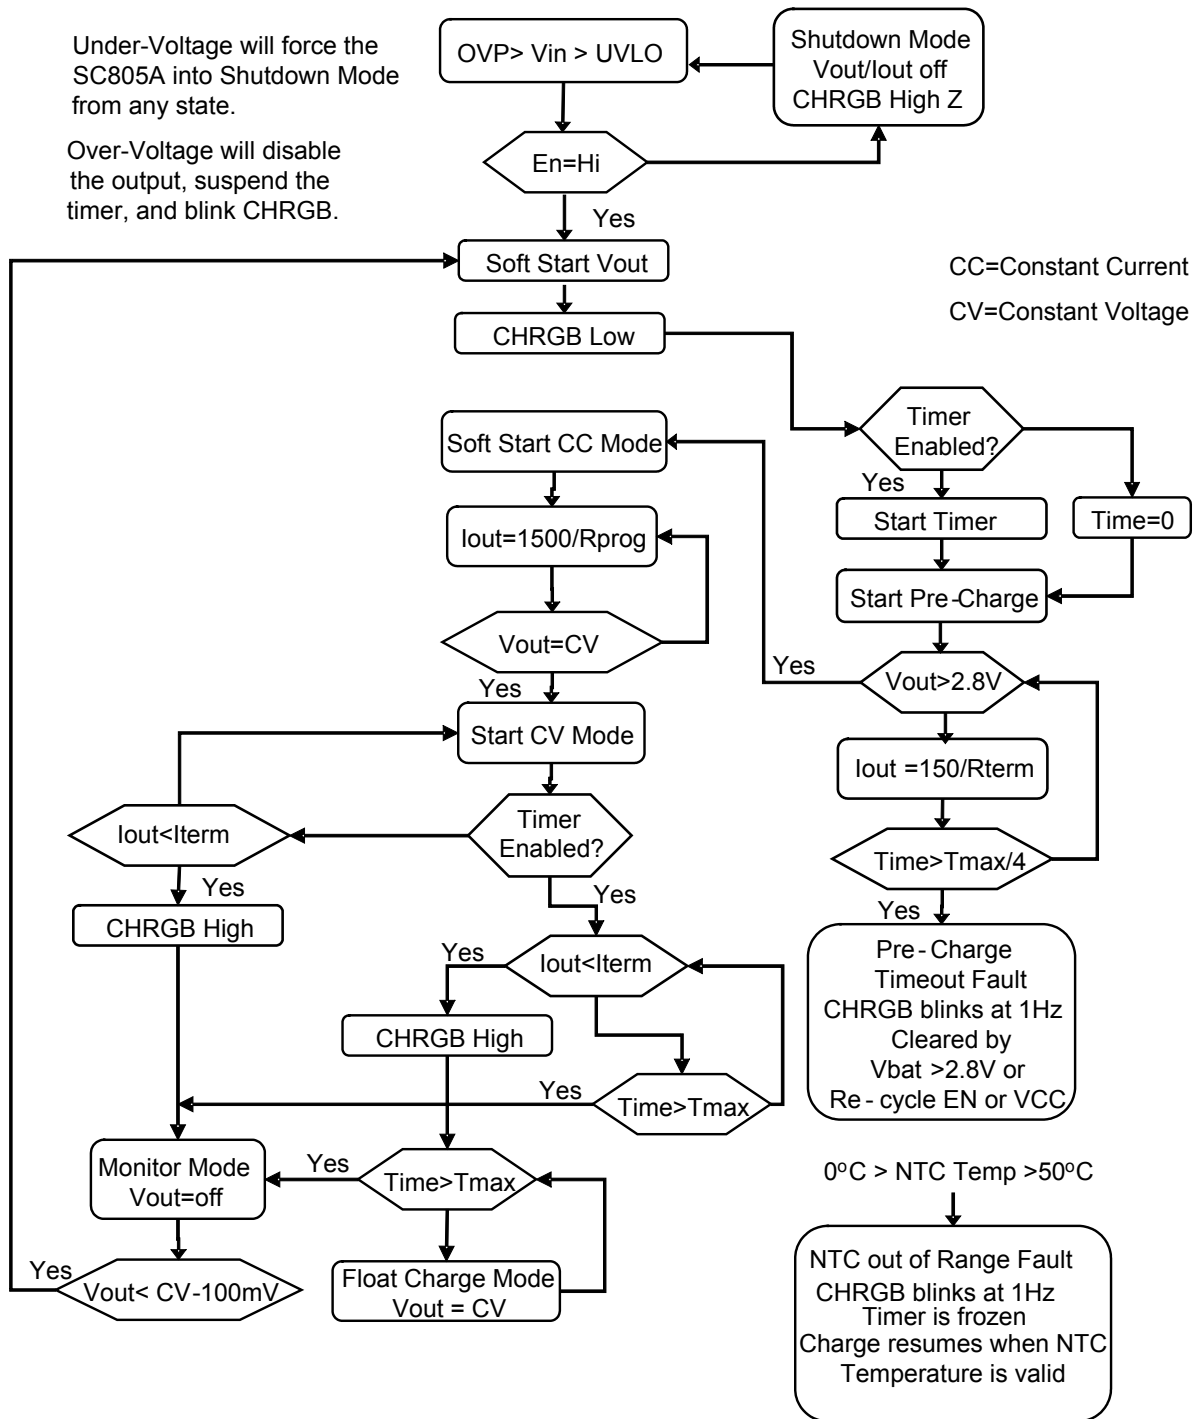 Under-Voltage will force the
SC805A into Shutdown Mode
from any state.
Over-Voltage will disable
the output, suspend the
timer, and blink CHRGB.
OVP> Vin > UVLO
Shutdown Mode
Vout/Iout off
CHRGB High Z
En=Hi
Yes
Soft Start Vout
CC=Constant Current
CV=Constant Voltage
CHRGB Low
Timer
Enabled?
Yes
Soft Start CC Mode
Start Timer
Time=0
Iout=1500/Rprog
Start Pre-Charge
Vout=CV
Yes
Yes
Vout>2.8V
Start CV Mode
Iout =150/Rterm
Timer
Enabled?
Iout<Iterm
Time>Tmax/4
Yes
Yes
Yes
CHRGB High
Pre-Charge
Timeout Fault
CHRGB blinks at 1Hz
Cleared by
Vbat >2.8V or
Re-cycle EN or VCC
Yes
Iout<Iterm
CHRGB High
Yes
Time>Tmax
Monitor Mode
Vout=off
Yes
Time>Tmax
0ºC > NTC Temp >50ºC
Yes
Vout< CV-100mV
Float Charge Mode
Vout = CV
NTC out of Range Fault
CHRGB blinks at 1Hz
Timer is frozen
Charge resumes when NTC
Temperature is valid